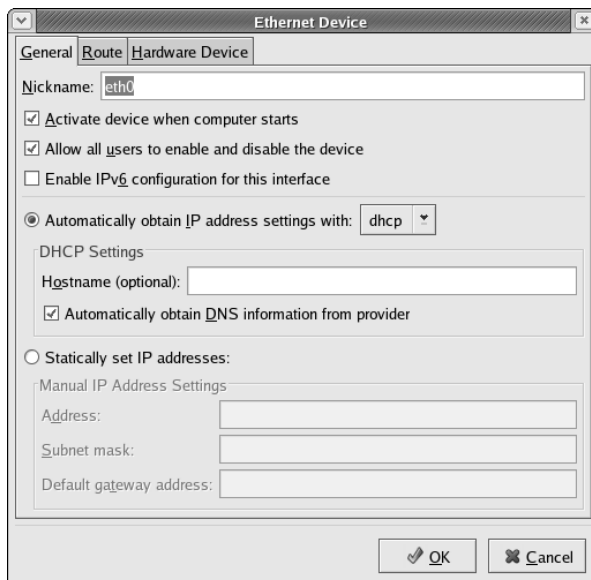 Ethernet Device
General Route Hardware Device
Nickname: eth0
Activate device when computer starts
Allow all users to enable and disable the device
Enable IPv6 configuration for this interface
Automatically obtain IP address settings with: dhcp
DHCP Settings
Hostname (optional):
Automatically obtain DNS information from provider
Statically set IP addresses:
Manual IP Address Settings
Address:
Subnet mask:
Default gateway address:
OK Cancel